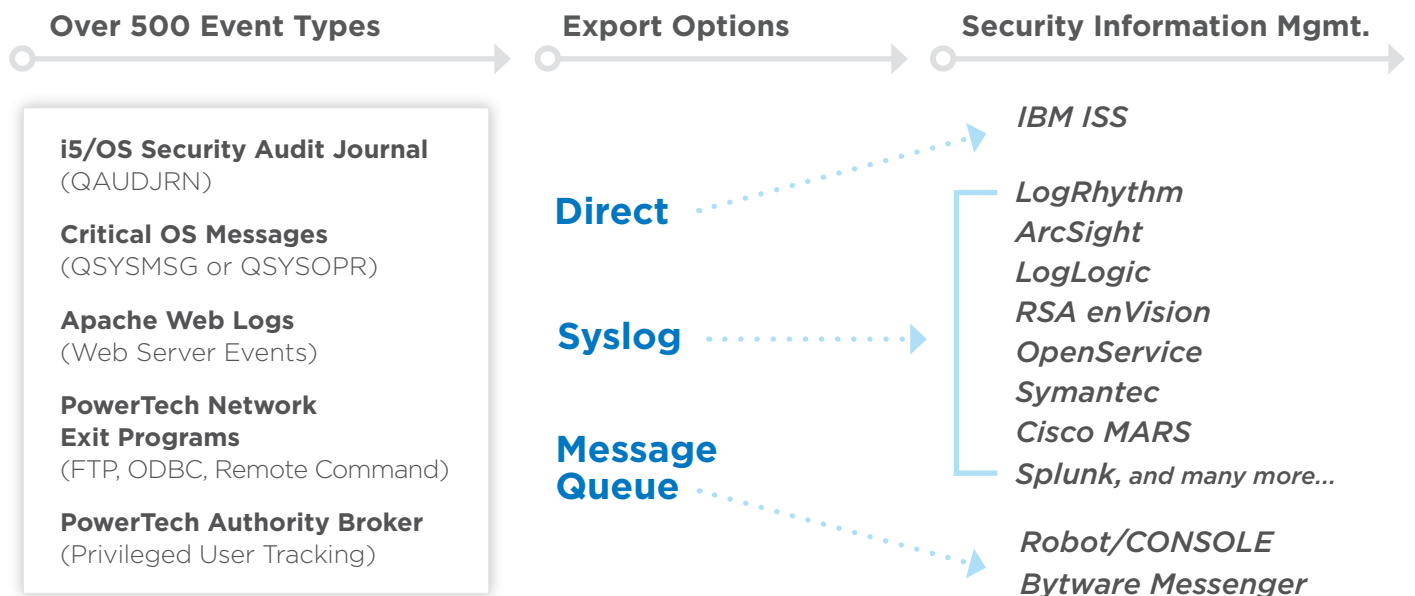 Over 500 Event Types
Export Options
Security Information Mgmt.
i5/OS Security Audit Journal
(QAUDJRN)
Critical OS Messages
(QSYSMSG or QSYSOPR)
Apache Web Logs
(Web Server Events)
PowerTech Network
Exit Programs
(FTP, ODBC, Remote Command)
PowerTech Authority Broker
(Privileged User Tracking)
Direct
Syslog
Message
Queue
IBM ISS
LogRhythm
ArcSight
LogLogic
RSA enVision
OpenService
Symantec
Cisco MARS
Splunk, and many more...
Robot/CONSOLE
Bytware Messenger